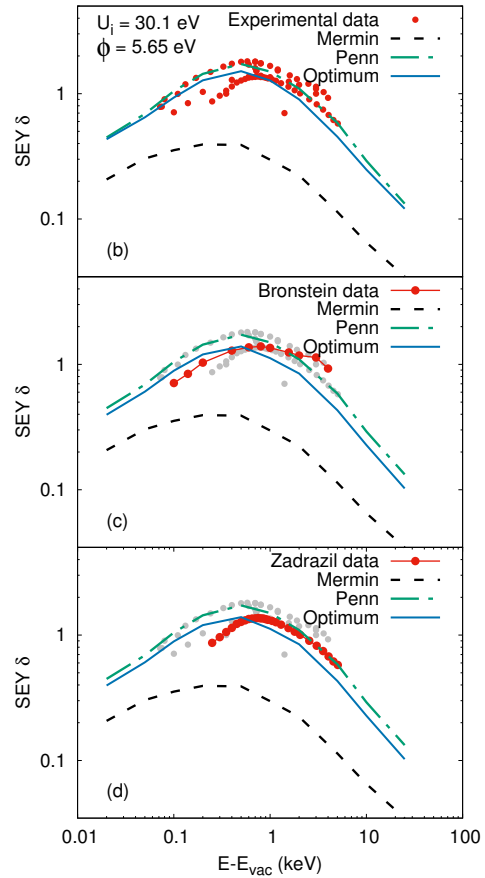 U_i = 30.1 eV
ϕ = 5.65 eV
Experimental data
Mermin
Penn
Optimum
SEY δ
1
0.1
(b)
Bronstein data
Mermin
Penn
Optimum
SEY δ
1
0.1
(c)
Zadrazil data
Mermin
Penn
Optimum
SEY δ
1
0.1
(d)
0.01 0.1 1 10 100
E-E_vac (keV)